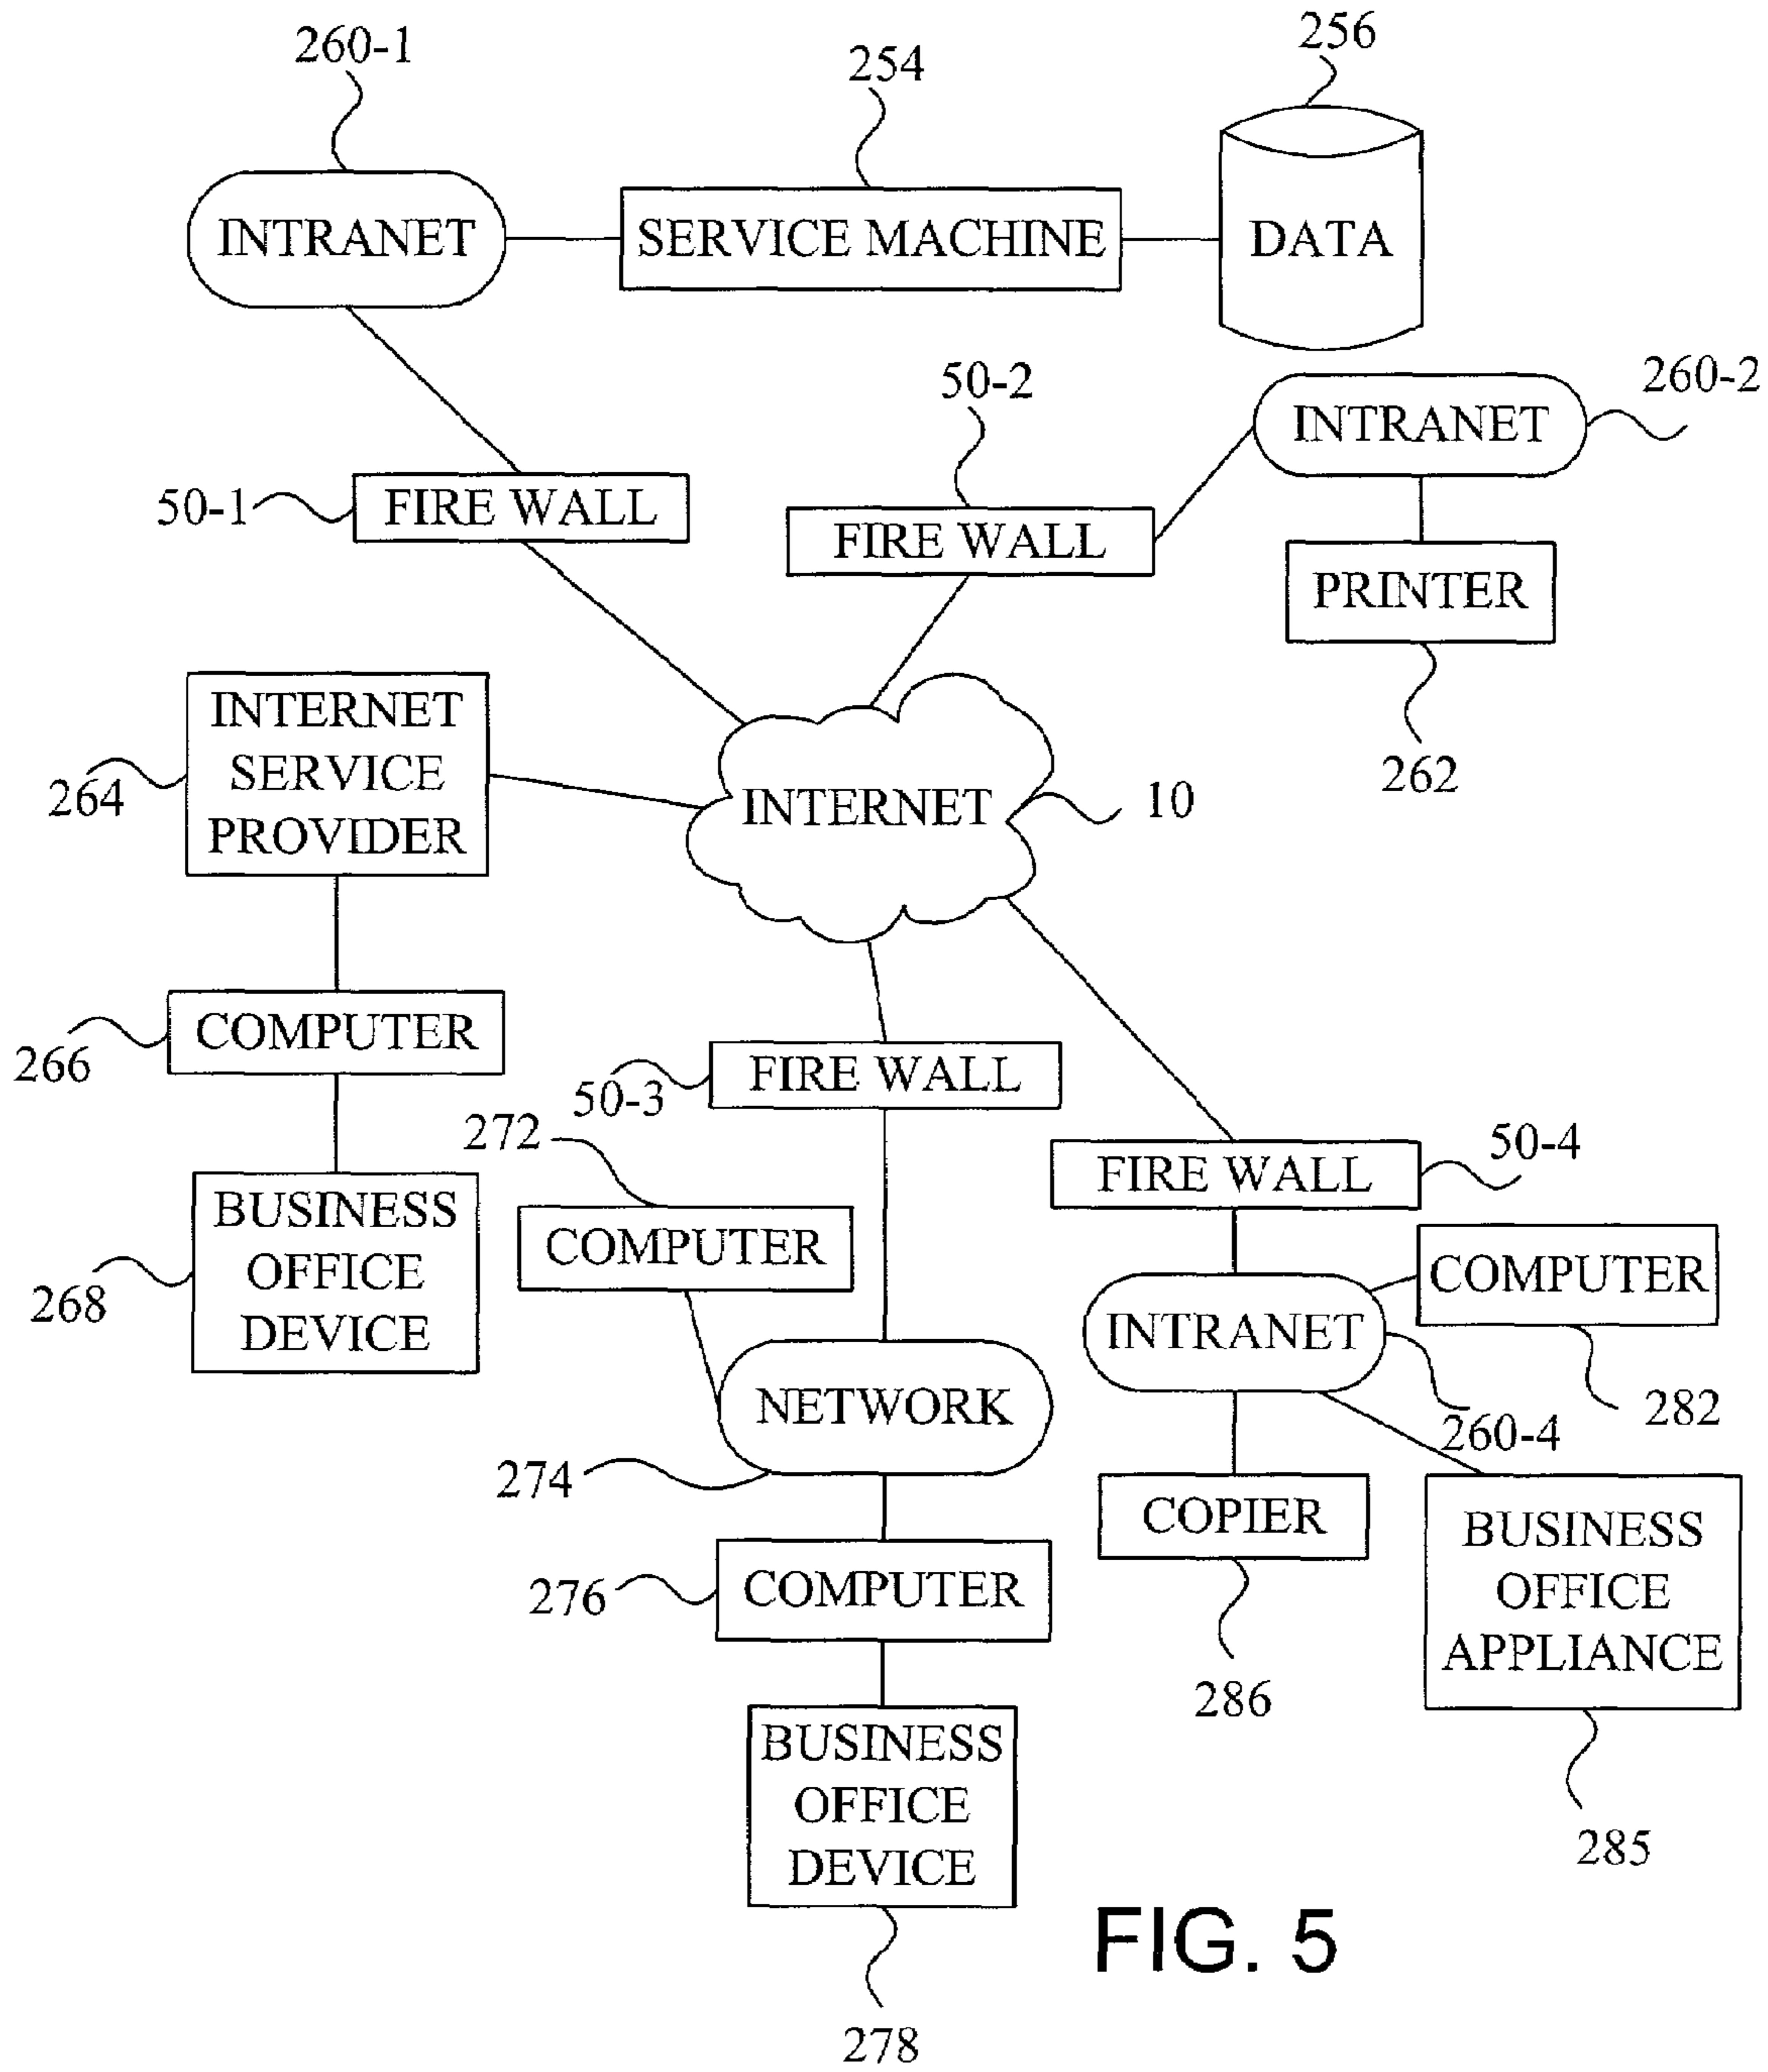 260-1
254
256
INTRANET
SERVICE MACHINE
DATA
50-2
260-2
INTRANET
50-1
FIRE WALL
FIRE WALL
PRINTER
262
INTERNET
SERVICE
PROVIDER
264
INTERNET
10
COMPUTER
266
FIRE WALL
50-3
272
50-4
FIRE WALL
BUSINESS
OFFICE
DEVICE
268
COMPUTER
COMPUTER
282
INTRANET
260-4
NETWORK
274
COPIER
286
BUSINESS
OFFICE
APPLIANCE
285
COMPUTER
276
BUSINESS
OFFICE
DEVICE
278
FIG. 5